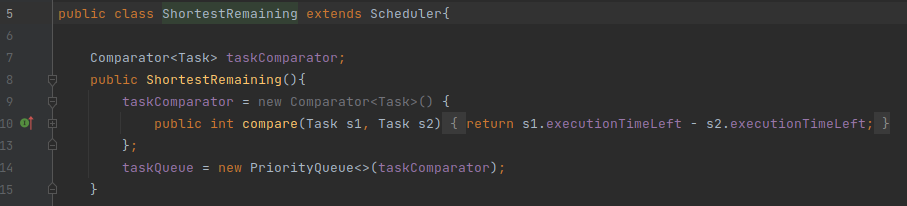 5 public class ShortestRemaining extends Scheduler{
6
7 Comparator<Task> taskComparator;
8 public ShortestRemaining(){
9 taskComparator = new Comparator<Task>() {
10 public int compare(Task s1, Task s2) { return s1.executionTimeLeft - s2.executionTimeLeft; }
13 };
14 taskQueue = new PriorityQueue<>(taskComparator);
15 }